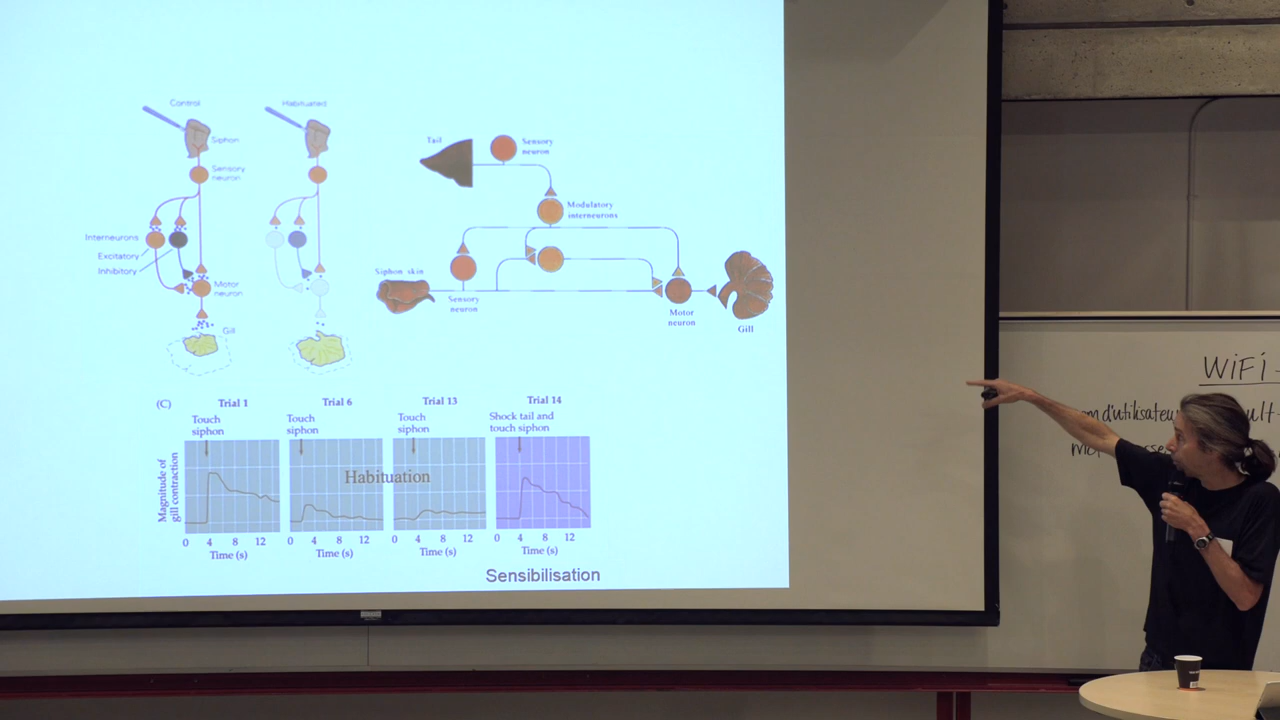 Control
Habituated
Siphon
Sensory
neuron
Interneurons
Excitatory
Inhibitory
Motor
neuron
Gill
Tail
Sensory
neuron
Modulatory
interneurons
Siphon skin
Sensory
neuron
Motor
neuron
Gill
(C)
Trial 1
Trial 6
Trial 13
Trial 14
Touch
siphon
Touch
siphon
Touch
siphon
Shock tail and
touch siphon
Magnitude of
gill contraction
Habituation
0 4 8 12
0 4 8 12
0 4 8 12
0 4 8 12
Time (s)
Time (s)
Time (s)
Time (s)
Sensibilisation
WiFi
d'utilisateur